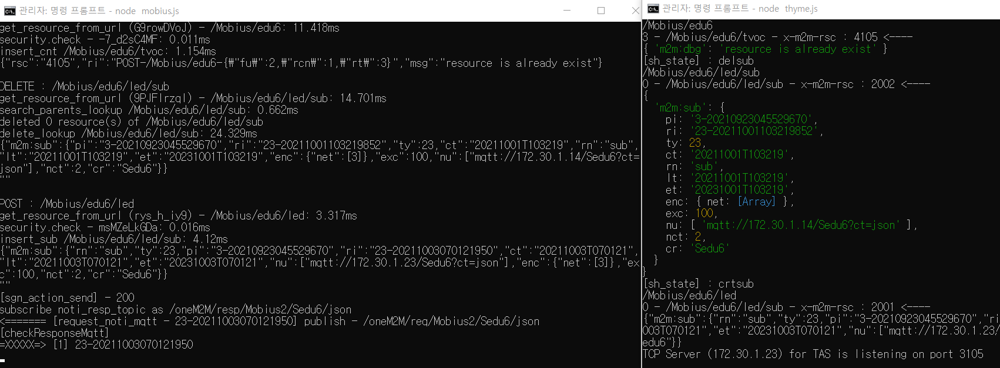 관리자: 명령 프롬프트 - node  mobius.js
get_resource_from_url (G9rowDVoJ) - /Mobius/edu6: 11.418ms
security.check - -7_d2sC4MF: 0.011ms
insert_cnt /Mobius/edu6/tvoc: 1.154ms
{"rsc":"4105","ri":"POST-/Mobius/edu6-{₩"fu₩":2,₩"rcn₩":1,₩"rt₩":3}","msg":"resource is already exist"}
DELETE : /Mobius/edu6/led/sub
get_resource_from_url (9PJFlrzql) - /Mobius/edu6/led/sub: 14.701ms
search_parents_lookup /Mobius/edu6/led/sub: 0.662ms
deleted 0 resource(s) of /Mobius/edu6/led/sub
delete_lookup /Mobius/edu6/led/sub: 24.329ms
{"m2m:sub":{"pi":"3-20210923045529670","ri":"23-20211001103219852","ty":23,"ct":"20211001T103219","rn":"sub",
"lt":"20211001T103219","et":"20231001T103219","enc":{"net":[3]},"exc":100,"nu":["mqtt://172.30.1.14/Sedu6?ct=
json"],"nct":2,"cr":"Sedu6"}}
""
POST : /Mobius/edu6/led
get_resource_from_url (rys_h_iy9) - /Mobius/edu6/led: 3.317ms
security.check - msMZeLkGDa: 0.016ms
insert_sub /Mobius/edu6/led/sub: 4.12ms
{"m2m:sub":{"rn":"sub","ty":23,"pi":"3-20210923045529670","ri":"23-20211003070121950","ct":"20211003T070121",
"lt":"20211003T070121","et":"20231003T070121","nu":["mqtt://172.30.1.23/Sedu6?ct=json"],"enc":{"net":[3]},"ex
c":100,"nct":2,"cr":"Sedu6"}}
""
[sgn_action_send] - 200
subscribe noti_resp_topic as /oneM2M/resp/Mobius2/Sedu6/json
<======= [request_noti_mqtt - 23-20211003070121950] publish - /oneM2M/req/Mobius2/Sedu6/json
[checkResponseMqtt]
=XXXXX=> [1] 23-20211003070121950
관리자: 명령 프롬프트 - node  thyme.js
/Mobius/edu6
3 - /Mobius/edu6/tvoc - x-m2m-rsc : 4105 <----
{ 'm2m:dbg': 'resource is already exist' }
[sh_state] : delsub
/Mobius/edu6/led/sub
0 - /Mobius/edu6/led/sub - x-m2m-rsc : 2002 <----
{
'm2m:sub': {
pi: '3-20210923045529670',
ri: '23-20211001103219852',
ty: 23,
ct: '20211001T103219',
rn: 'sub',
lt: '20211001T103219',
et: '20231001T103219',
enc: { net: [Array] },
exc: 100,
nu: [ 'mqtt://172.30.1.14/Sedu6?ct=json' ],
nct: 2,
cr: 'Sedu6'
}
}
[sh_state] : crtsub
/Mobius/edu6/led
0 - /Mobius/edu6/led/sub - x-m2m-rsc : 2001 <----
{"m2m:sub":{"rn":"sub","ty":23,"pi":"3-20210923045529670","ri
003T070121","et":"20231003T070121","nu":["mqtt://172.30.1.23/
edu6"}}
TCP Server (172.30.1.23) for TAS is listening on port 3105